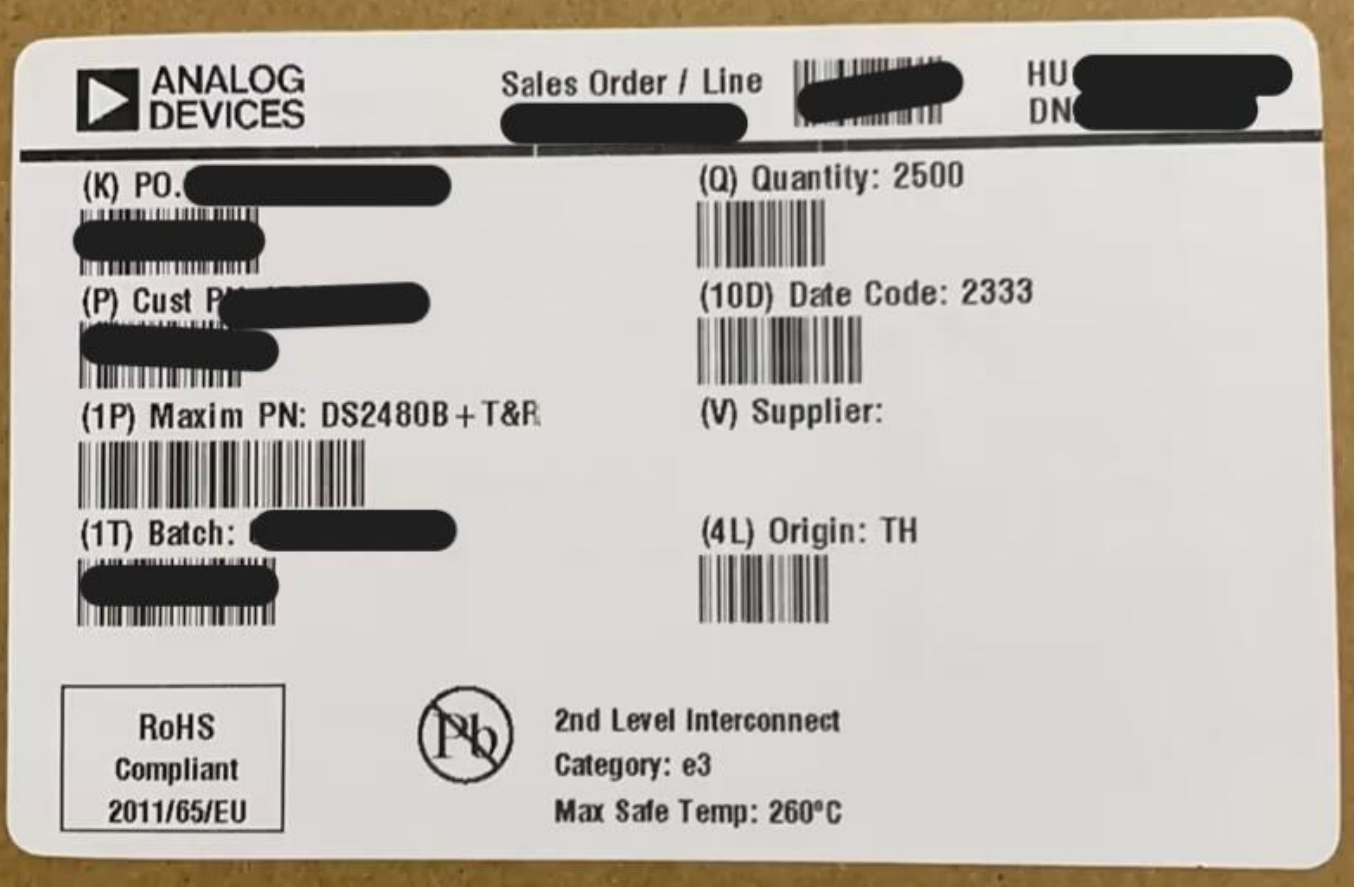 ANALOG
DEVICES
Sales Order / Line
HU
DN
(K) PO.
(Q) Quantity: 2500
(P) Cust
(10D) Date Code: 2333
(1P) Maxim PN: DS2480B+T&R
(V) Supplier:
(1T) Batch:
(4L) Origin: TH
RoHS
Compliant
2011/65/EU
Pb
2nd Level Interconnect
Category: e3
Max Safe Temp: 260°C